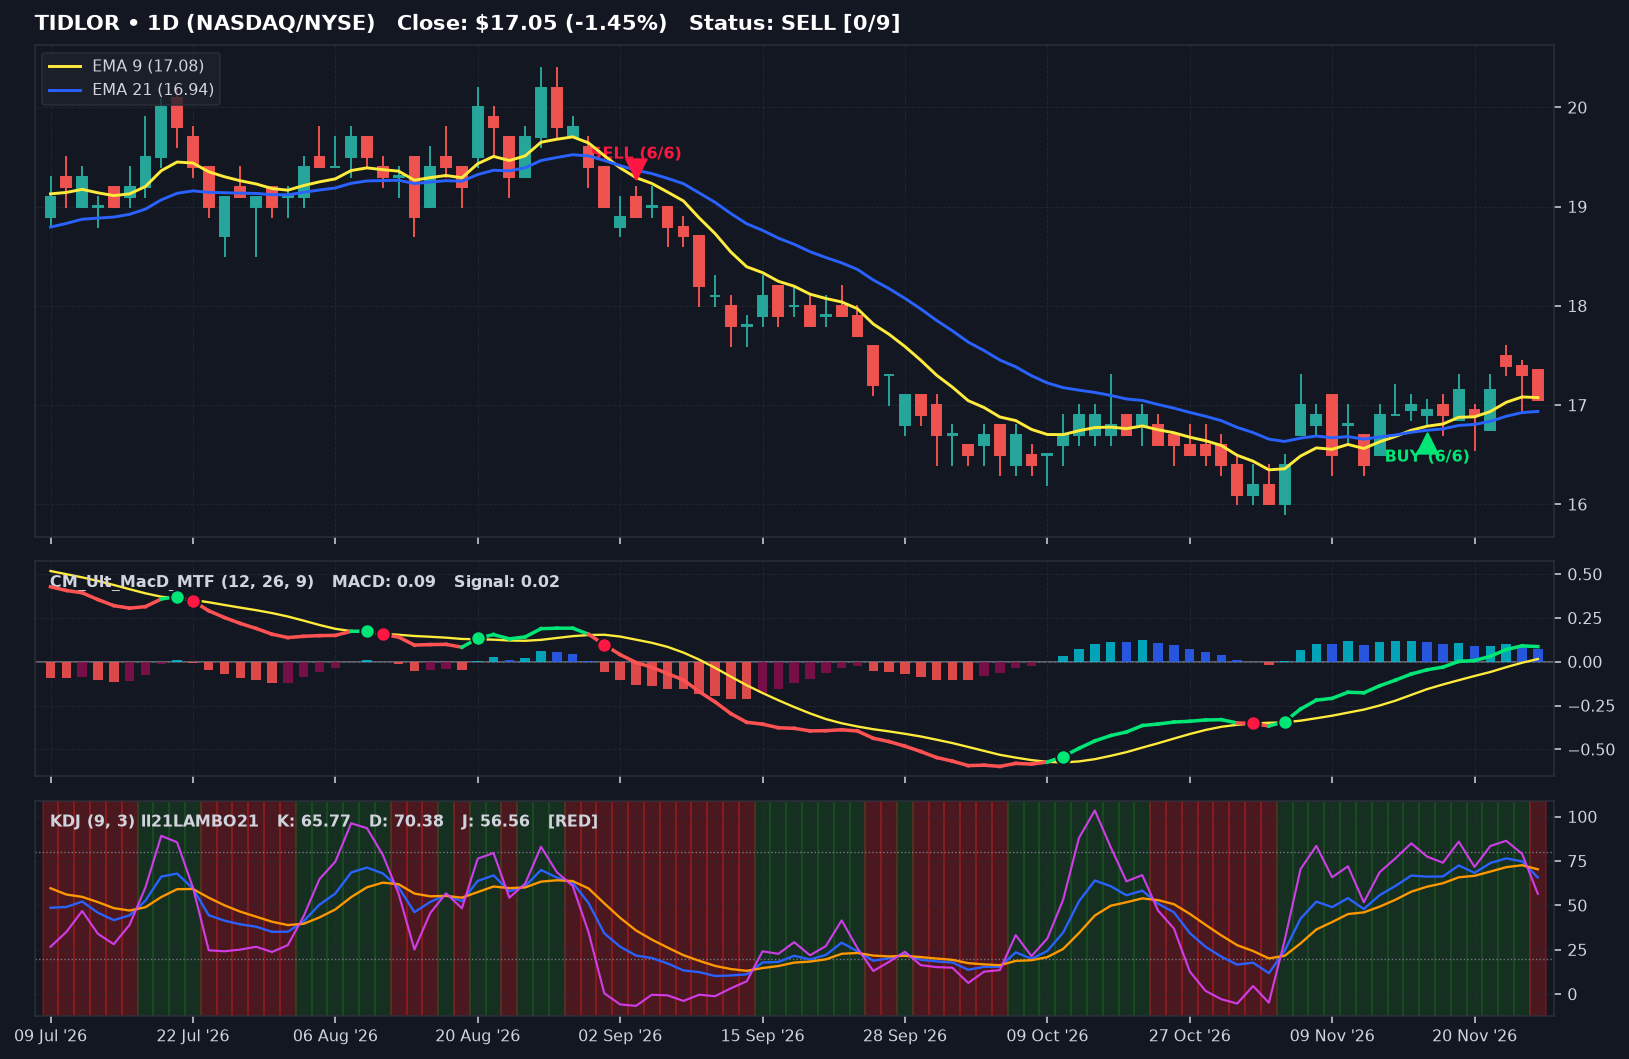 TIDLOR • 1D (NASDAQ/NYSE) Close: $17.05 (-1.45%) Status: SELL [0/9]
EMA 9 (17.08)
EMA 21 (16.94)
20
SELL (6/6)
19
18
17
BUY (6/6)
16
CM_Ult_MacD_MTF (12, 26, 9) MACD: 0.09 Signal: 0.02
0.50
0.25
0.00
−0.25
−0.50
KDJ (9, 3) II21LAMBO21 K: 65.77 D: 70.38 J: 56.56 [RED]
100
75
50
25
0
09 Jul '26 22 Jul '26 06 Aug '26 20 Aug '26 02 Sep '26 15 Sep '26 28 Sep '26 09 Oct '26 27 Oct '26 09 Nov '26 20 Nov '26